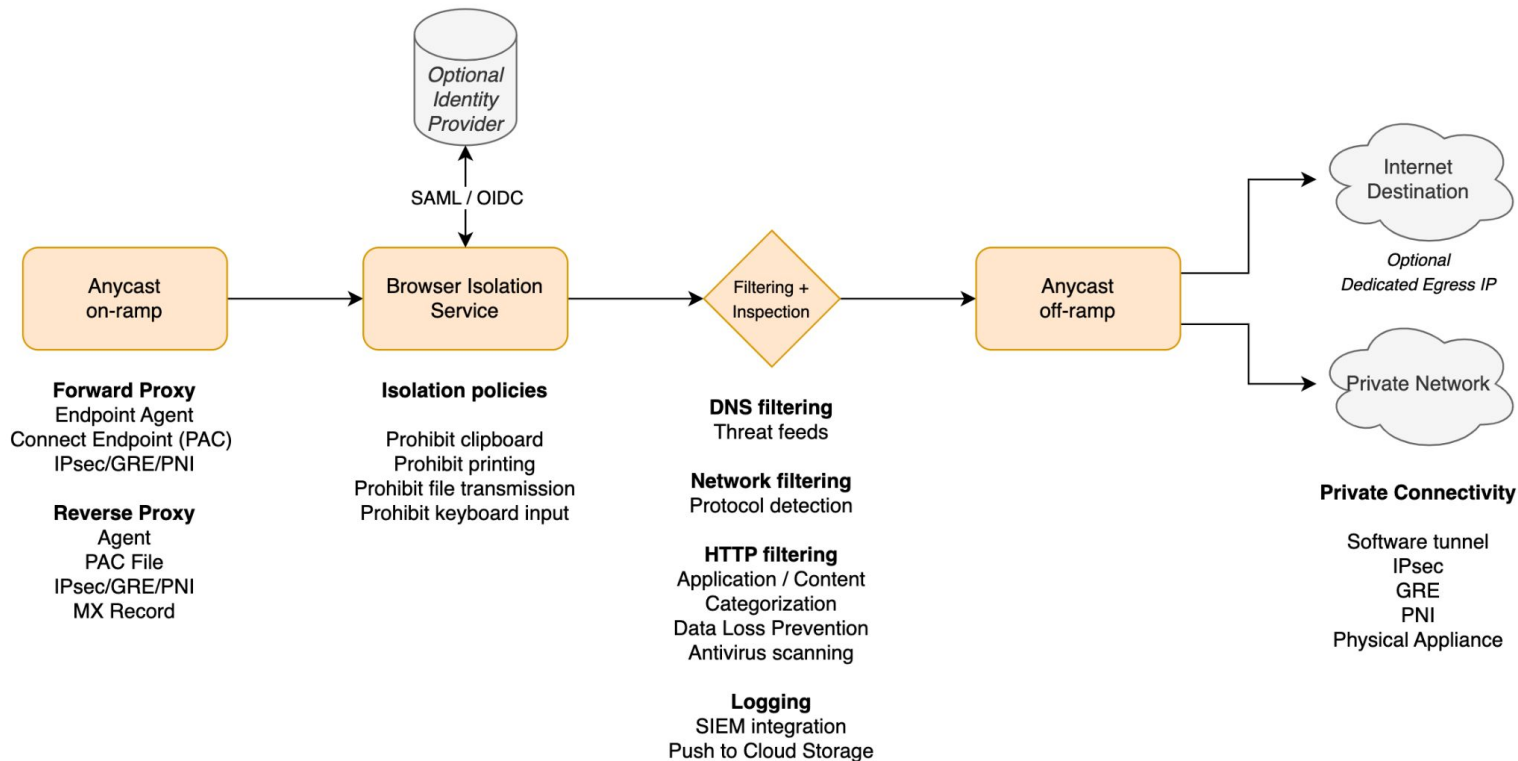 Optional
Identity
Provider
SAML / OIDC
Anycast
on-ramp
Browser Isolation
Service
Filtering +
Inspection
Anycast
off-ramp
Internet
Destination
Optional
Dedicated Egress IP
Private Network
Forward Proxy
Endpoint Agent
Connect Endpoint (PAC)
IPsec/GRE/PNI
Reverse Proxy
Agent
PAC File
IPsec/GRE/PNI
MX Record
Isolation policies
Prohibit clipboard
Prohibit printing
Prohibit file transmission
Prohibit keyboard input
DNS filtering
Threat feeds
Network filtering
Protocol detection
HTTP filtering
Application / Content
Categorization
Data Loss Prevention
Antivirus scanning
Logging
SIEM integration
Push to Cloud Storage
Private Connectivity
Software tunnel
IPsec
GRE
PNI
Physical Appliance